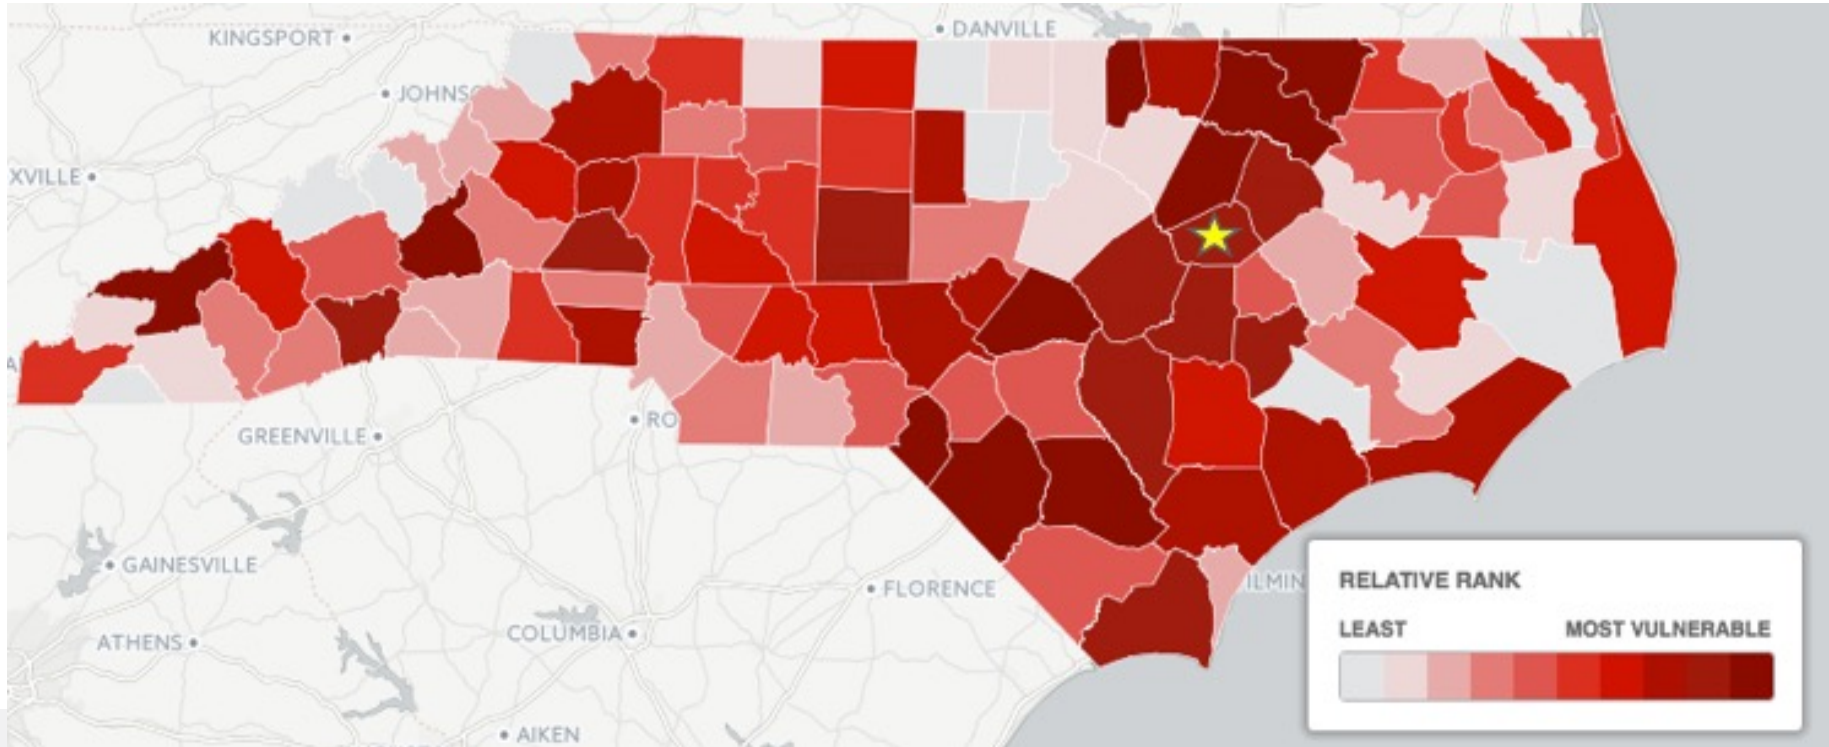 KINGSPORT
DANVILLE
JOHNS
XVILLE
A
GREENVILLE
RO
GAINESVILLE
FLORENCE
ILMIN
ATHENS
COLUMBIA
AIKEN
RELATIVE RANK
LEAST MOST VULNERABLE